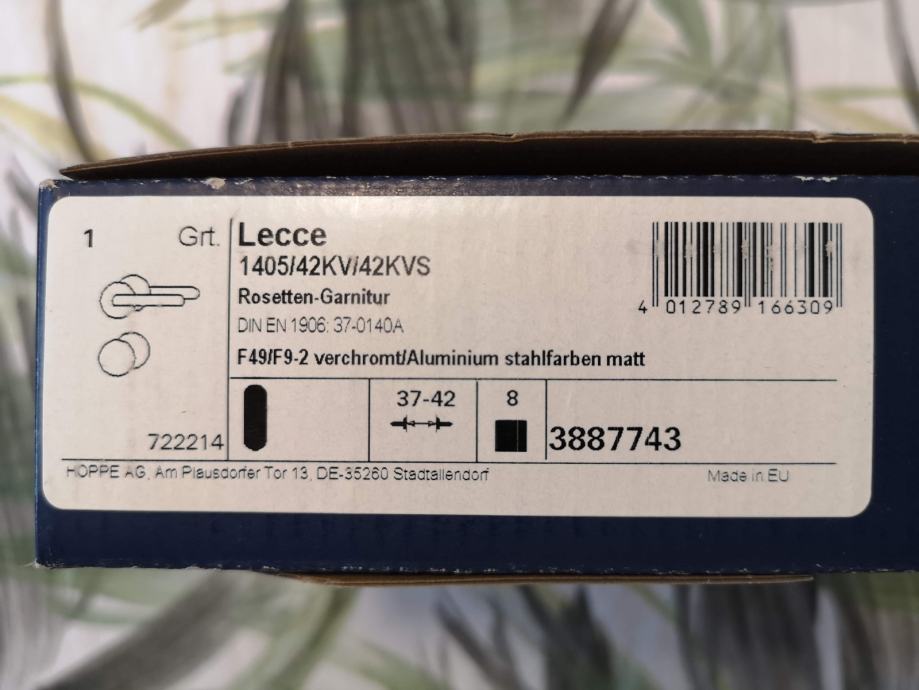 1 Grt.
Lecce
1405/42KV/42KVS
Rosetten-Garnitur
DIN EN 1906: 37-0140A
F49/F9-2 verchromt/Aluminium stahlfarben matt
4 012789 166309
722214
37-42
8
3887743
HOPPE AG, Am Plausdorfer Tor 13, DE-35260 Stadtallendorf
Made in EU